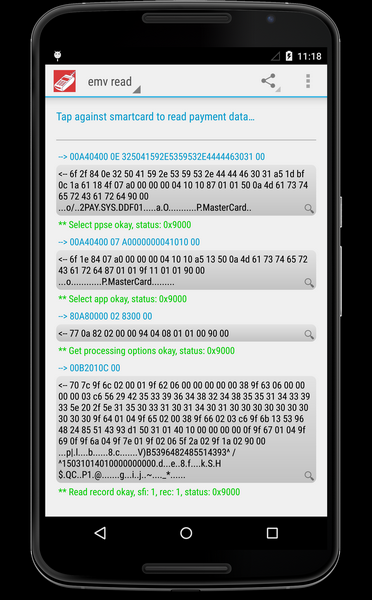 11:18
emv read
Tap against smartcard to read payment data...
--> 00A40400 0E 325041592E5359532E4444463031 00
<-- 6f 2f 84 0e 32 50 41 59 2e 53 59 53 2e 44 44 46 30 31 a5 1d bf
0c 1a 61 18 4f 07 a0 00 00 00 04 10 10 87 01 01 50 0a 4d 61 73 74
65 72 43 61 72 64 90 00
...o/..2PAY.SYS.DDF01.....a.O...........P.MasterCard..
** Select ppse okay, status: 0x9000
--> 00A40400 07 A0000000041010 00
<-- 6f 1e 84 07 a0 00 00 00 04 10 10 a5 13 50 0a 4d 61 73 74 65 72
43 61 72 64 87 01 01 9f 11 01 01 90 00
...o............P.MasterCard.........
** Select app okay, status: 0x9000
--> 80A80000 02 8300 00
<-- 77 0a 82 02 00 00 94 04 08 01 01 00 90 00
** Get processing options okay, status: 0x9000
--> 00B2010C 00
<-- 70 7c 9f 6c 02 00 01 9f 62 06 00 00 00 00 00 38 9f 63 06 00 00
00 00 03 c6 56 29 42 35 33 39 36 34 38 32 34 38 35 35 31 34 33 39
33 5e 20 2f 5e 31 35 30 33 31 30 31 34 30 31 30 30 30 30 30 30 30
30 30 30 9f 64 01 04 9f 65 02 00 38 9f 66 02 03 c6 9f 6b 13 53 96
48 24 85 51 43 93 d1 50 31 01 40 10 00 00 00 00 0f 9f 67 01 04 9f
69 0f 9f 6a 04 9f 7e 01 9f 02 06 5f 2a 02 9f 1a 02 90 00
...p|.l....b......8.c.......V)B5396482485514393^ /
^15031014010000000000.d...e..8.f....k.S.H
$.QC..P1.@.......g...i..j..~...._*......
** Read record okay, sfi: 1, rec: 1, status: 0x9000